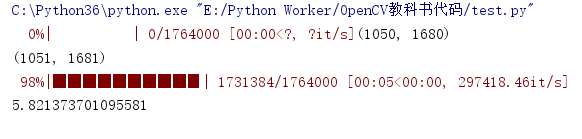 C:\Python36\python.exe "E:/Python Worker/OpenCV教科书代码/test.py"
0%| | 0/1764000 [00:00<?, ?it/s](1050, 1680)
(1051, 1681)
98%|██████████| 1731384/1764000 [00:05<00:00, 297418.46it/s]
5.821373701095581